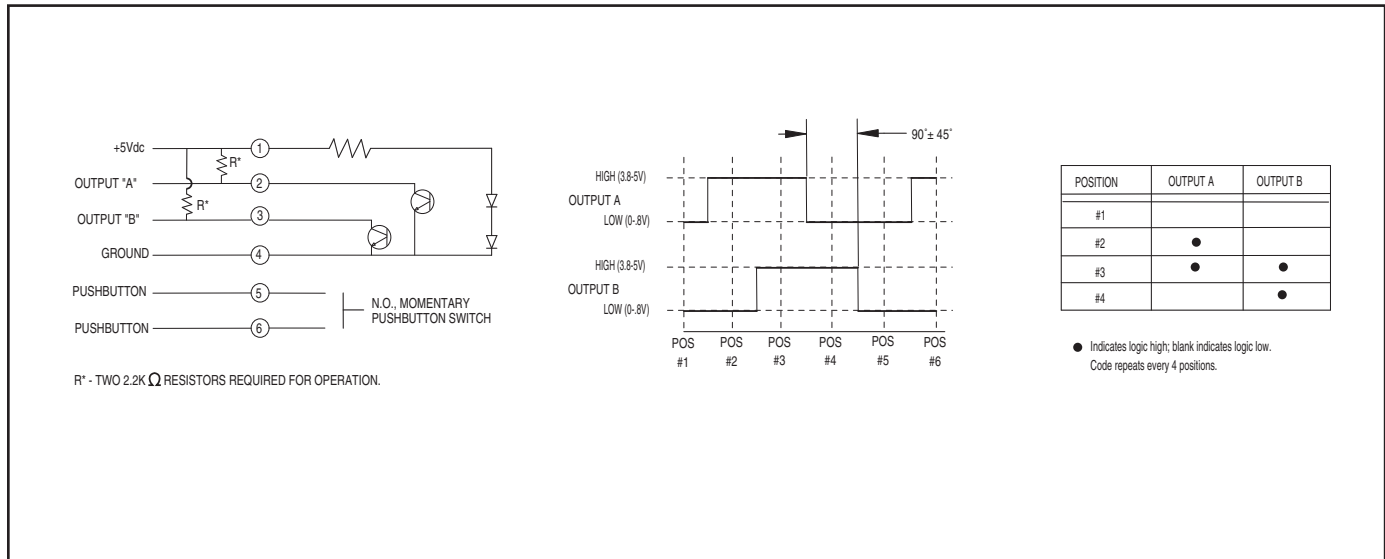 +5Vdc
1
R*
OUTPUT "A"
2
R*
OUTPUT "B"
3
GROUND
4
PUSHBUTTON
5
N.O., MOMENTARY
PUSHBUTTON SWITCH
PUSHBUTTON
6
R* - TWO 2.2K Ω RESISTORS REQUIRED FOR OPERATION.
90°± 45°
HIGH (3.8-5V)
OUTPUT A
LOW (0-.8V)
HIGH (3.8-5V)
OUTPUT B
LOW (0-.8V)
POS POS POS POS POS POS
#1 #2 #3 #4 #5 #6
POSITION OUTPUT A OUTPUT B
#1
#2 ●
#3 ● ●
#4 ●
● Indicates logic high; blank indicates logic low.
Code repeats every 4 positions.